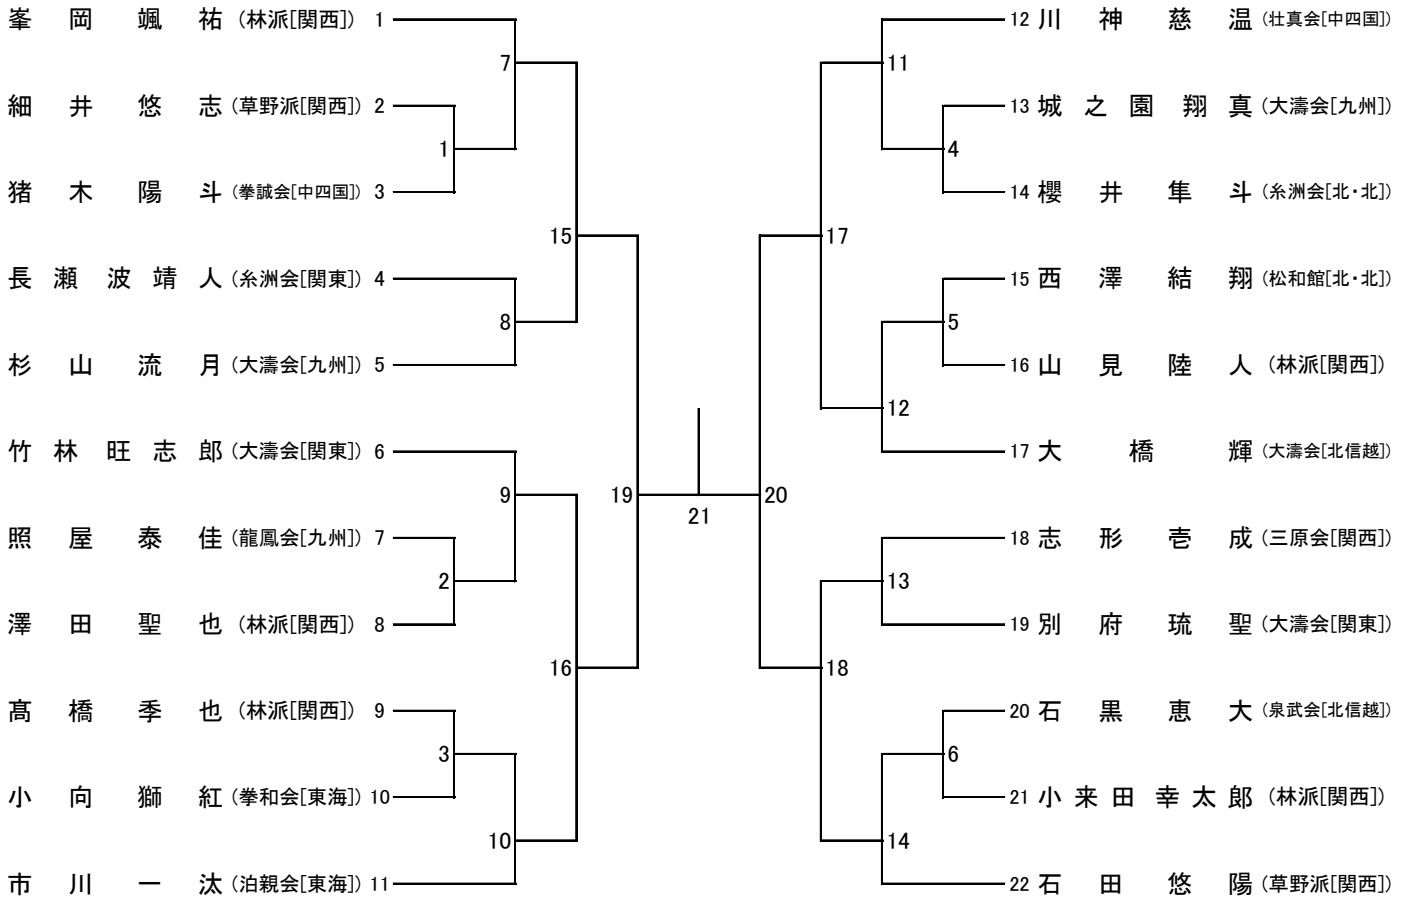 峯岡颯祐 (林派[関西]) 1
7
細井悠志 (草野派[関西]) 2
1
猪木陽斗 (拳誠会[中四国]) 3
15
長瀬波靖人 (糸洲会[関東]) 4
8
杉山流月 (大濤会[九州]) 5
竹林旺志郎 (大濤会[関東]) 6
9
19
照屋泰佳 (龍鳳会[九州]) 7
2
澤田聖也 (林派[関西]) 8
16
髙橋季也 (林派[関西]) 9
3
小向獅紅 (拳和会[東海]) 10
10
市川一汰 (泊親会[東海]) 11
21
12 川神慈温 (壮真会[中四国])
11
13 城之園翔真 (大濤会[九州])
4
14 櫻井隼斗 (糸洲会[北・北])
17
15 西澤結翔 (松和館[北・北])
5
16 山見陸人 (林派[関西])
12
17 大橋輝 (大濤会[北信越])
20
18 志形壱成 (三原会[関西])
13
19 別府琉聖 (大濤会[関東])
18
20 石黒恵大 (泉武会[北信越])
6
21 小来田幸太郎 (林派[関西])
14
22 石田悠陽 (草野派[関西])